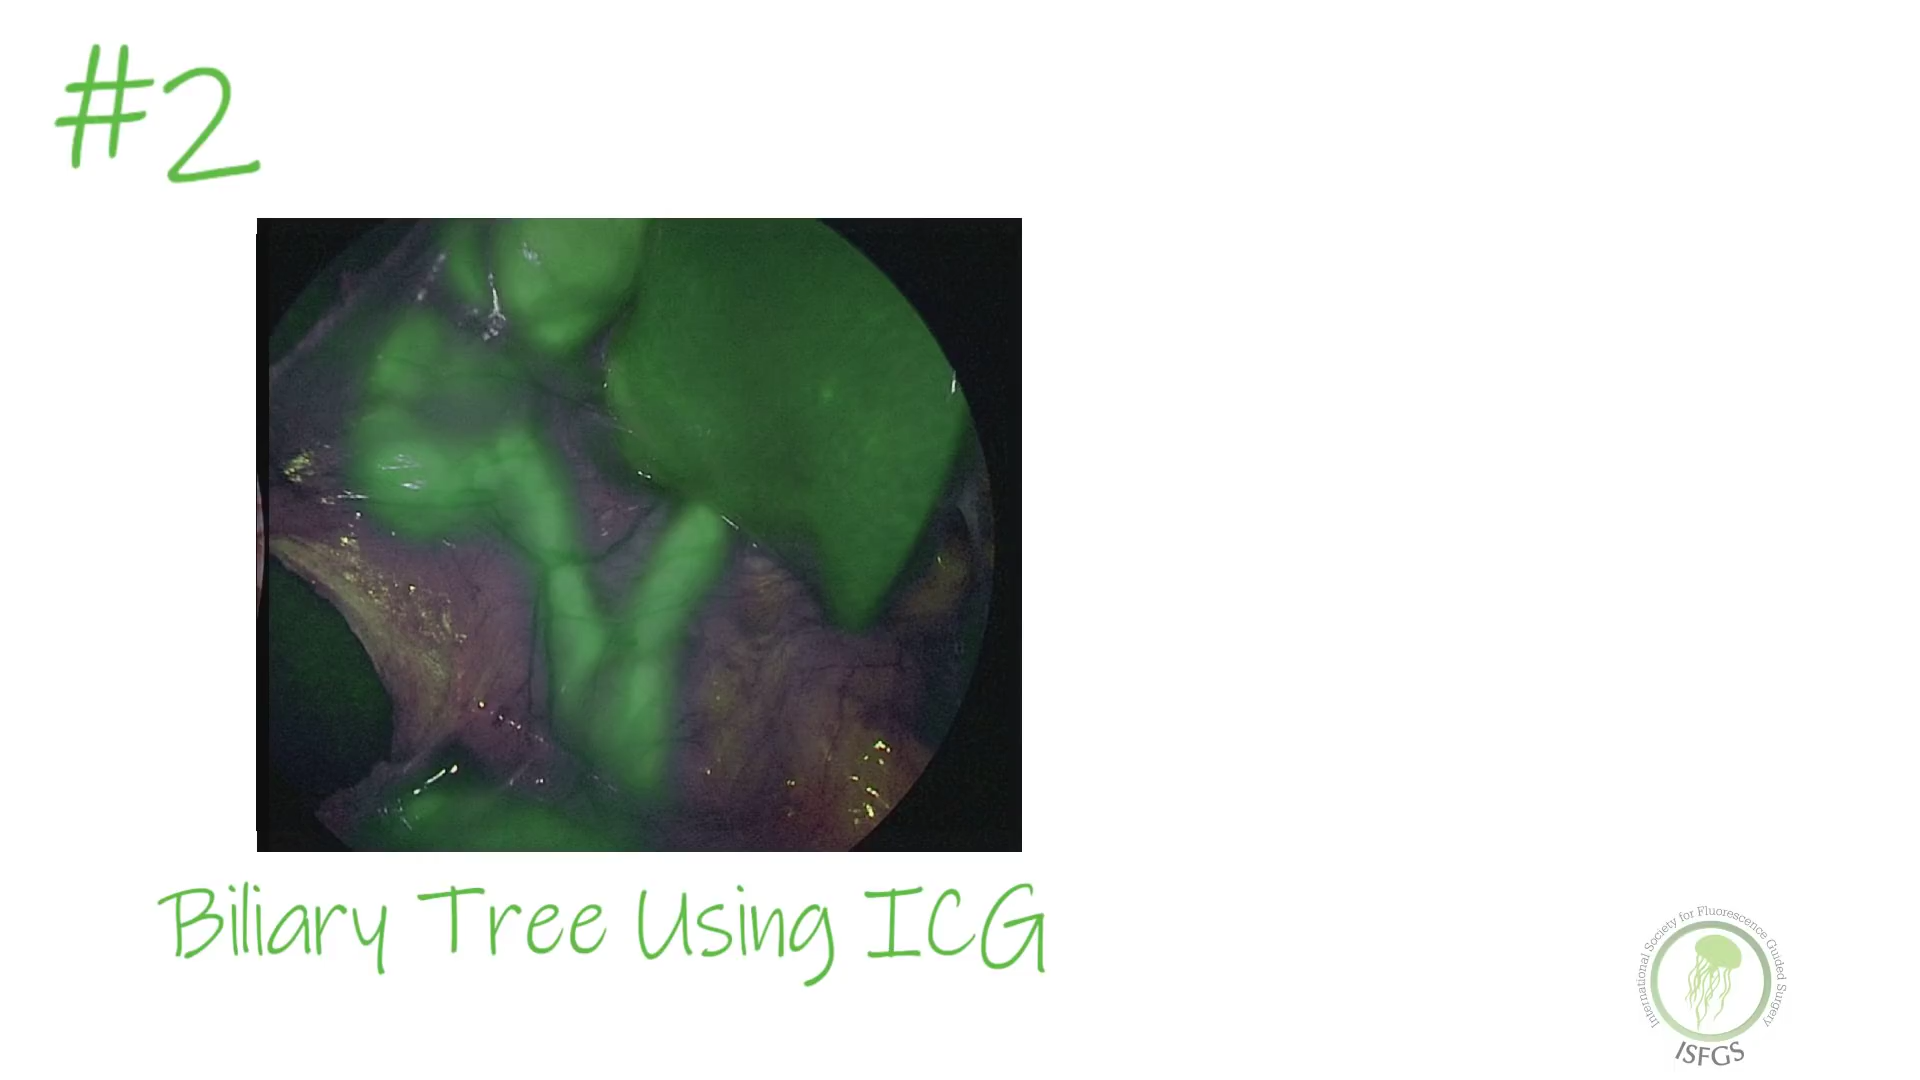 #2
Biliary Tree Using ICG
International Society for Fluorescence Guided Surgery
ISFGS